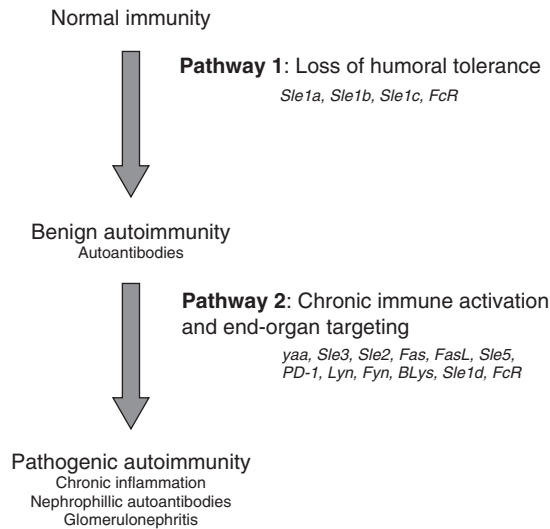 Normal immunity
Pathway 1: Loss of humoral tolerance
Sle1a, Sle1b, Sle1c, FcR
Benign autoimmunity
Autoantibodies
Pathway 2: Chronic immune activation
and end-organ targeting
yaa, Sle3, Sle2, Fas, FasL, Sle5,
PD-1, Lyn, Fyn, BLys, Sle1d, FcR
Pathogenic autoimmunity
Chronic inflammation
Nephrophillic autoantibodies
Glomerulonephritis